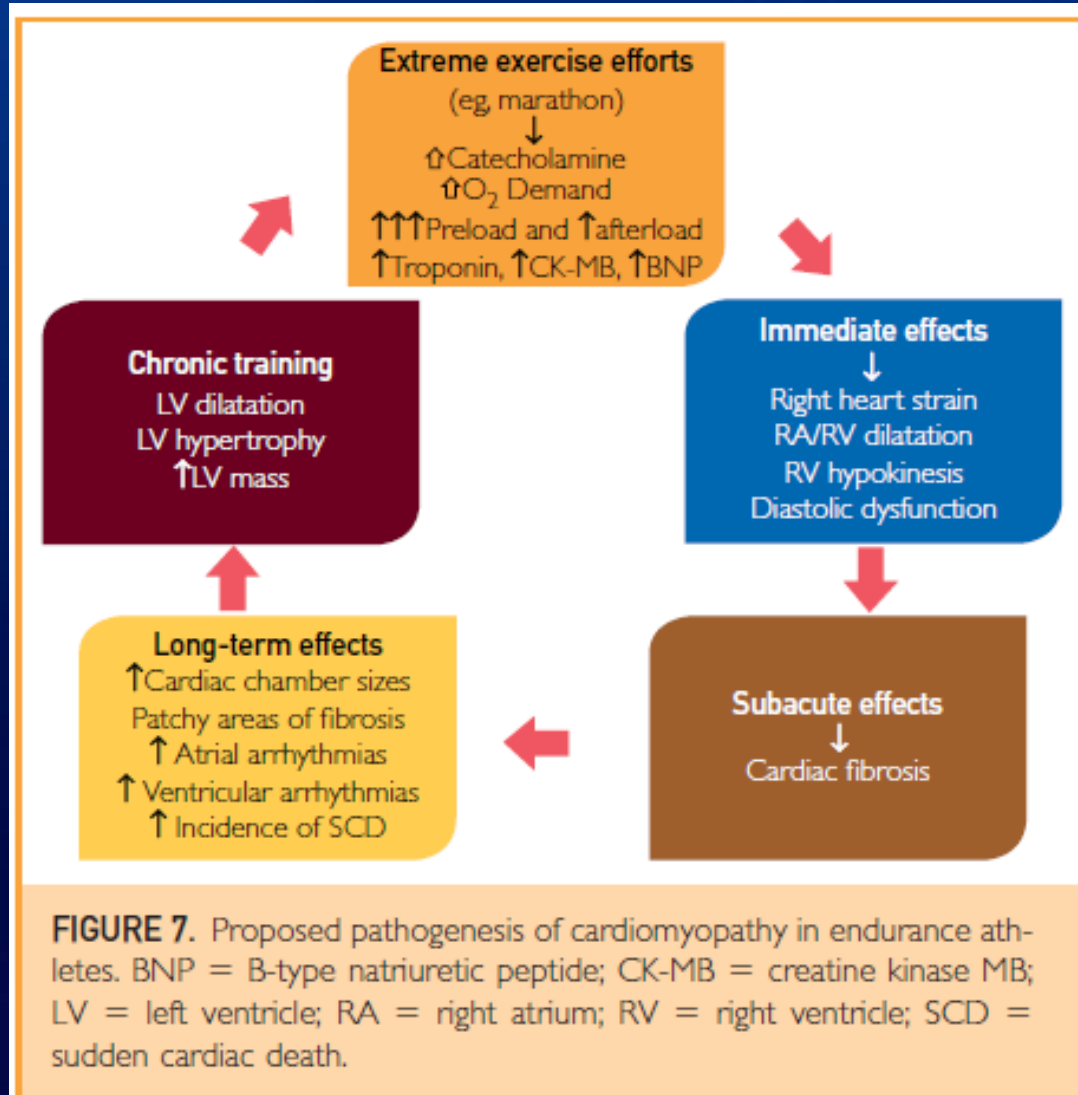 Extreme exercise efforts
(eg, marathon)
↓
⇧Catecholamine
⇧O₂ Demand
↑↑↑Preload and ↑afterload
↑Troponin, ↑CK-MB, ↑BNP
Immediate effects
↓
Right heart strain
RA/RV dilatation
RV hypokinesis
Diastolic dysfunction
Subacute effects
↓
Cardiac fibrosis
Long-term effects
↑Cardiac chamber sizes
Patchy areas of fibrosis
↑ Atrial arrhythmias
↑ Ventricular arrhythmias
↑ Incidence of SCD
Chronic training
LV dilatation
LV hypertrophy
↑LV mass
FIGURE 7. Proposed pathogenesis of cardiomyopathy in endurance ath-
letes. BNP = B-type natriuretic peptide; CK-MB = creatine kinase MB;
LV = left ventricle; RA = right atrium; RV = right ventricle; SCD =
sudden cardiac death.